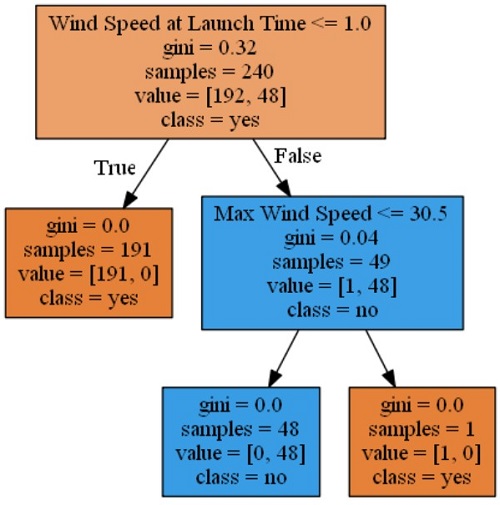 Wind Speed at Launch Time <= 1.0
gini = 0.32
samples = 240
value = [192, 48]
class = yes
True
False
gini = 0.0
samples = 191
value = [191, 0]
class = yes
Max Wind Speed <= 30.5
gini = 0.04
samples = 49
value = [1, 48]
class = no
gini = 0.0
samples = 48
value = [0, 48]
class = no
gini = 0.0
samples = 1
value = [1, 0]
class = yes